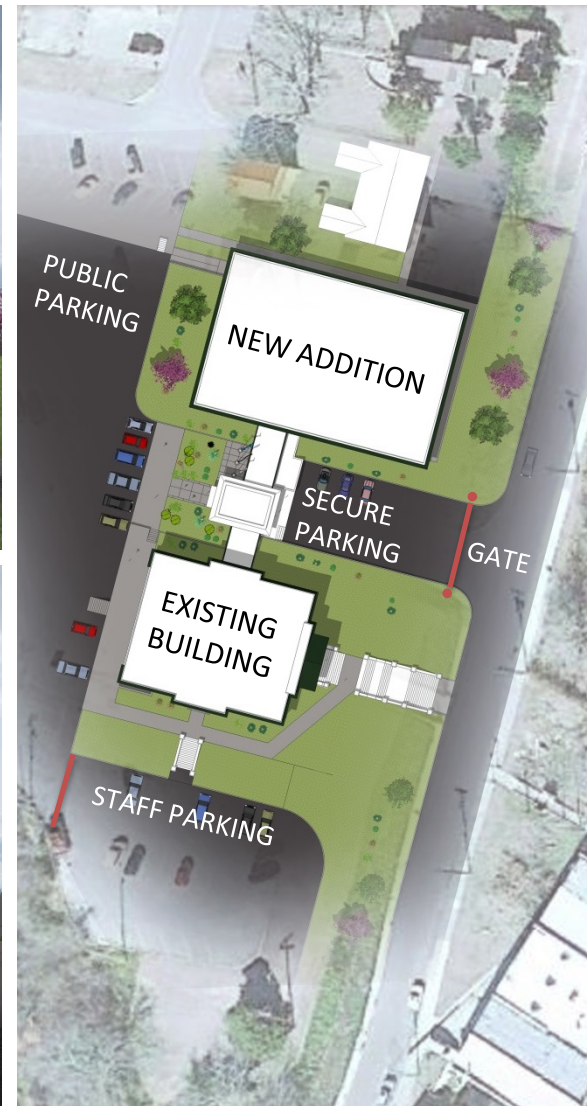 PUBLIC
PARKING
NEW ADDITION
SECURE
PARKING
GATE
EXISTING
BUILDING
STAFF PARKING